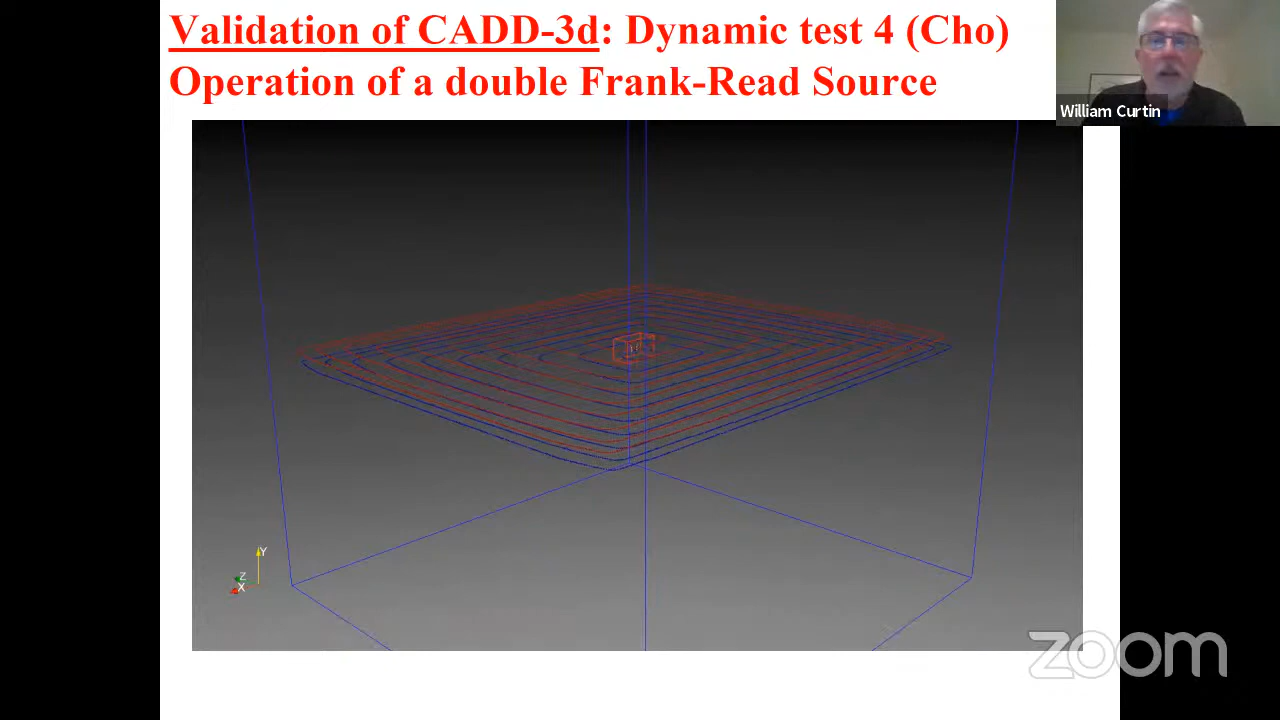 Validation of CADD-3d: Dynamic test 4 (Cho)
Operation of a double Frank-Read Source
William Curtin
Y
Z
X
zoom